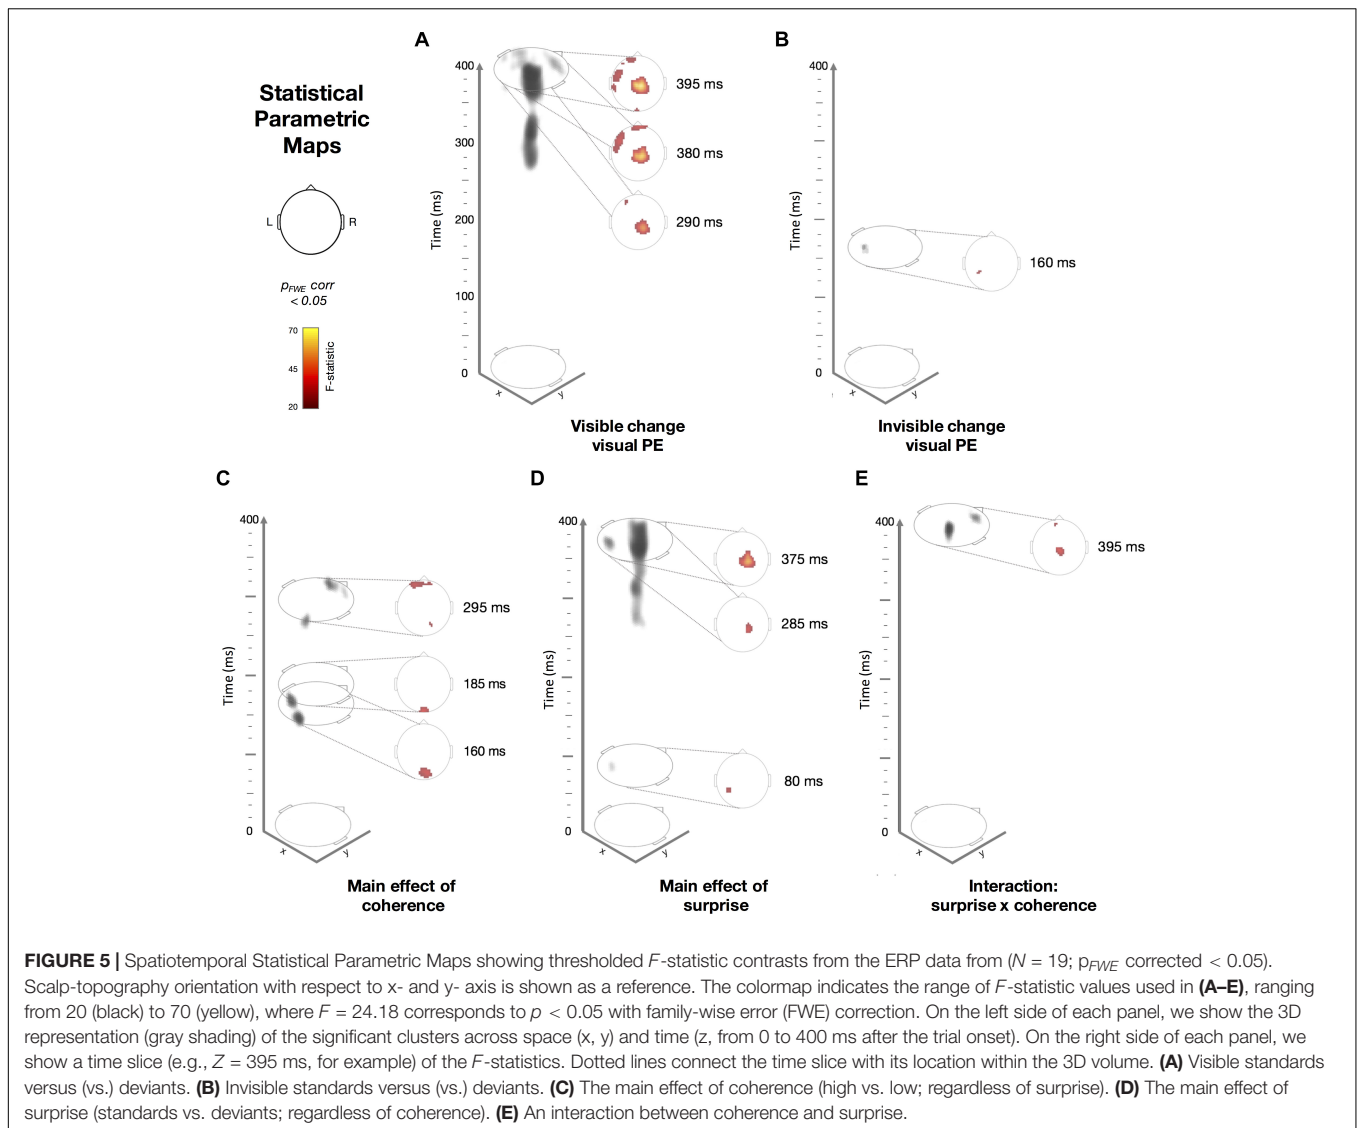 A
B
Statistical
Parametric
Maps
L
R
pFWE corr
< 0.05
70
45
20
F-statistic
400
300
200
100
0
Time (ms)
x
y
395 ms
380 ms
290 ms
Visible change
visual PE
400
0
Time (ms)
x
y
160 ms
Invisible change
visual PE
C
D
E
400
0
Time (ms)
x
y
295 ms
185 ms
160 ms
Main effect of
coherence
400
0
Time (ms)
x
y
375 ms
285 ms
80 ms
Main effect of
surprise
400
0
Time (ms)
x
y
395 ms
Interaction:
surprise x coherence
FIGURE 5 | Spatiotemporal Statistical Parametric Maps showing thresholded F-statistic contrasts from the ERP data from (N = 19; pFWE corrected < 0.05).
Scalp-topography orientation with respect to x- and y- axis is shown as a reference. The colormap indicates the range of F-statistic values used in (A–E), ranging
from 20 (black) to 70 (yellow), where F = 24.18 corresponds to p < 0.05 with family-wise error (FWE) correction. On the left side of each panel, we show the 3D
representation (gray shading) of the significant clusters across space (x, y) and time (z, from 0 to 400 ms after the trial onset). On the right side of each panel, we
show a time slice (e.g., Z = 395 ms, for example) of the F-statistics. Dotted lines connect the time slice with its location within the 3D volume. (A) Visible standards
versus (vs.) deviants. (B) Invisible standards versus (vs.) deviants. (C) The main effect of coherence (high vs. low; regardless of surprise). (D) The main effect of
surprise (standards vs. deviants; regardless of coherence). (E) An interaction between coherence and surprise.